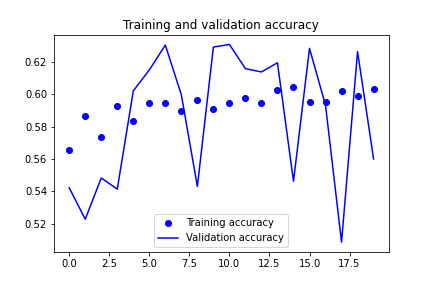 Training and validation accuracy
0.62
0.60
0.58
0.56
0.54
0.52
Training accuracy
Validation accuracy
0.0 2.5 5.0 7.5 10.0 12.5 15.0 17.5